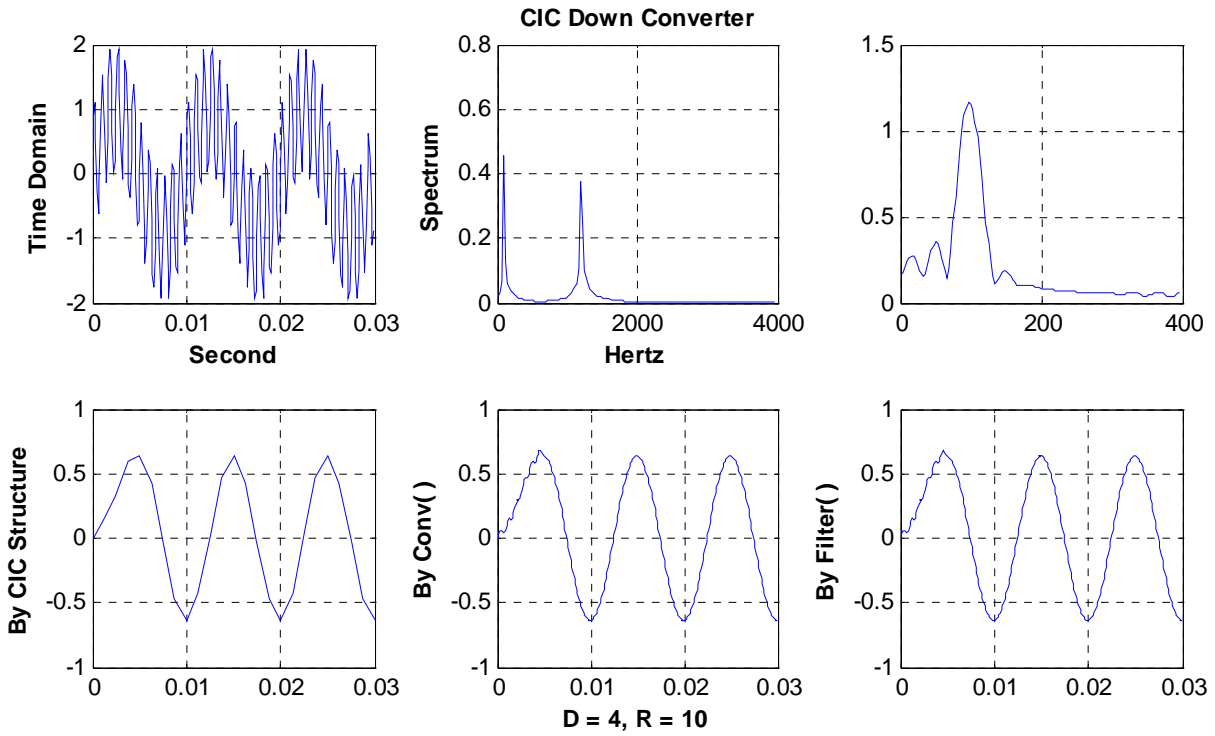 CIC Down Converter
Time Domain
2
1
0
-1
-2
0 0.01 0.02 0.03
Second
Spectrum
0.8
0.6
0.4
0.2
0
0 2000 4000
Hertz
1.5
1
0.5
0
0 200 400
By CIC Structure
1
0.5
0
-0.5
-1
0 0.01 0.02 0.03
By Conv( )
1
0.5
0
-0.5
-1
0 0.01 0.02 0.03
D = 4, R = 10
By Filter( )
1
0.5
0
-0.5
-1
0 0.01 0.02 0.03